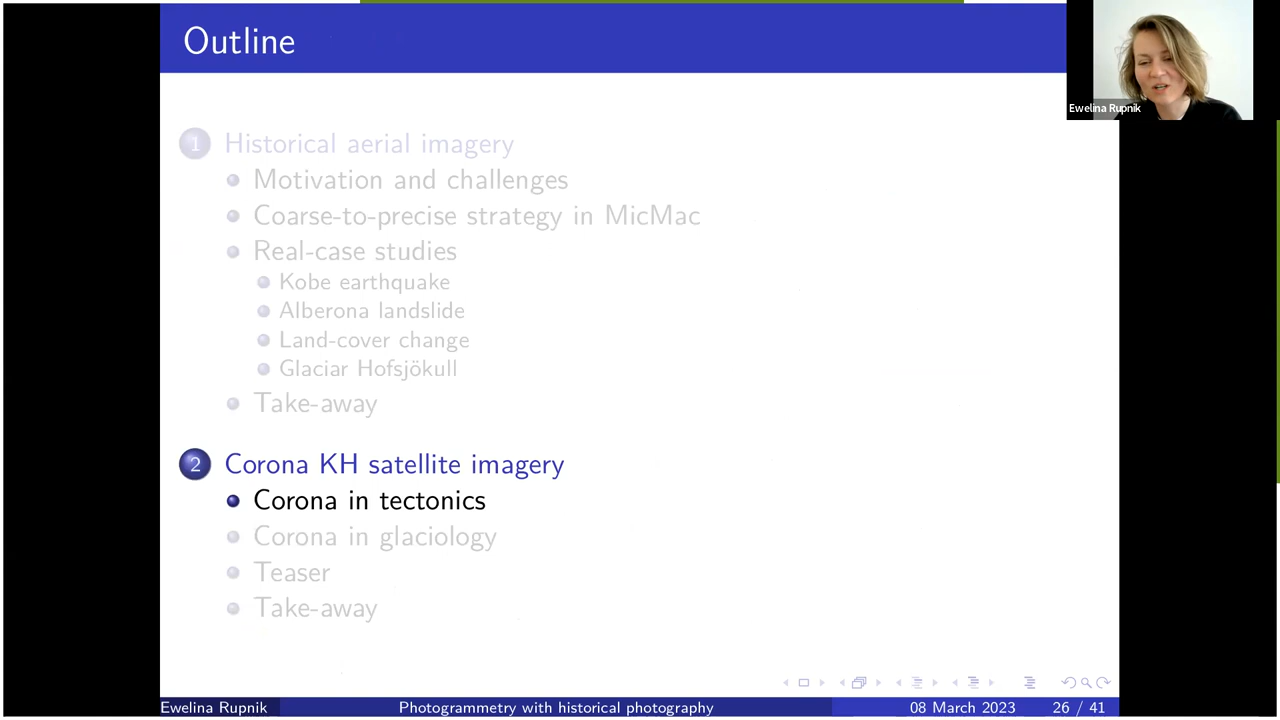 Outline
Ewelina Rupnik
1 Historical aerial imagery
Motivation and challenges
Coarse-to-precise strategy in MicMac
Real-case studies
Kobe earthquake
Alberona landslide
Land-cover change
Glaciar Hofsjökull
Take-away
2 Corona KH satellite imagery
Corona in tectonics
Corona in glaciology
Teaser
Take-away
Ewelina Rupnik Photogrammetry with historical photography 08 March 2023 26 / 41